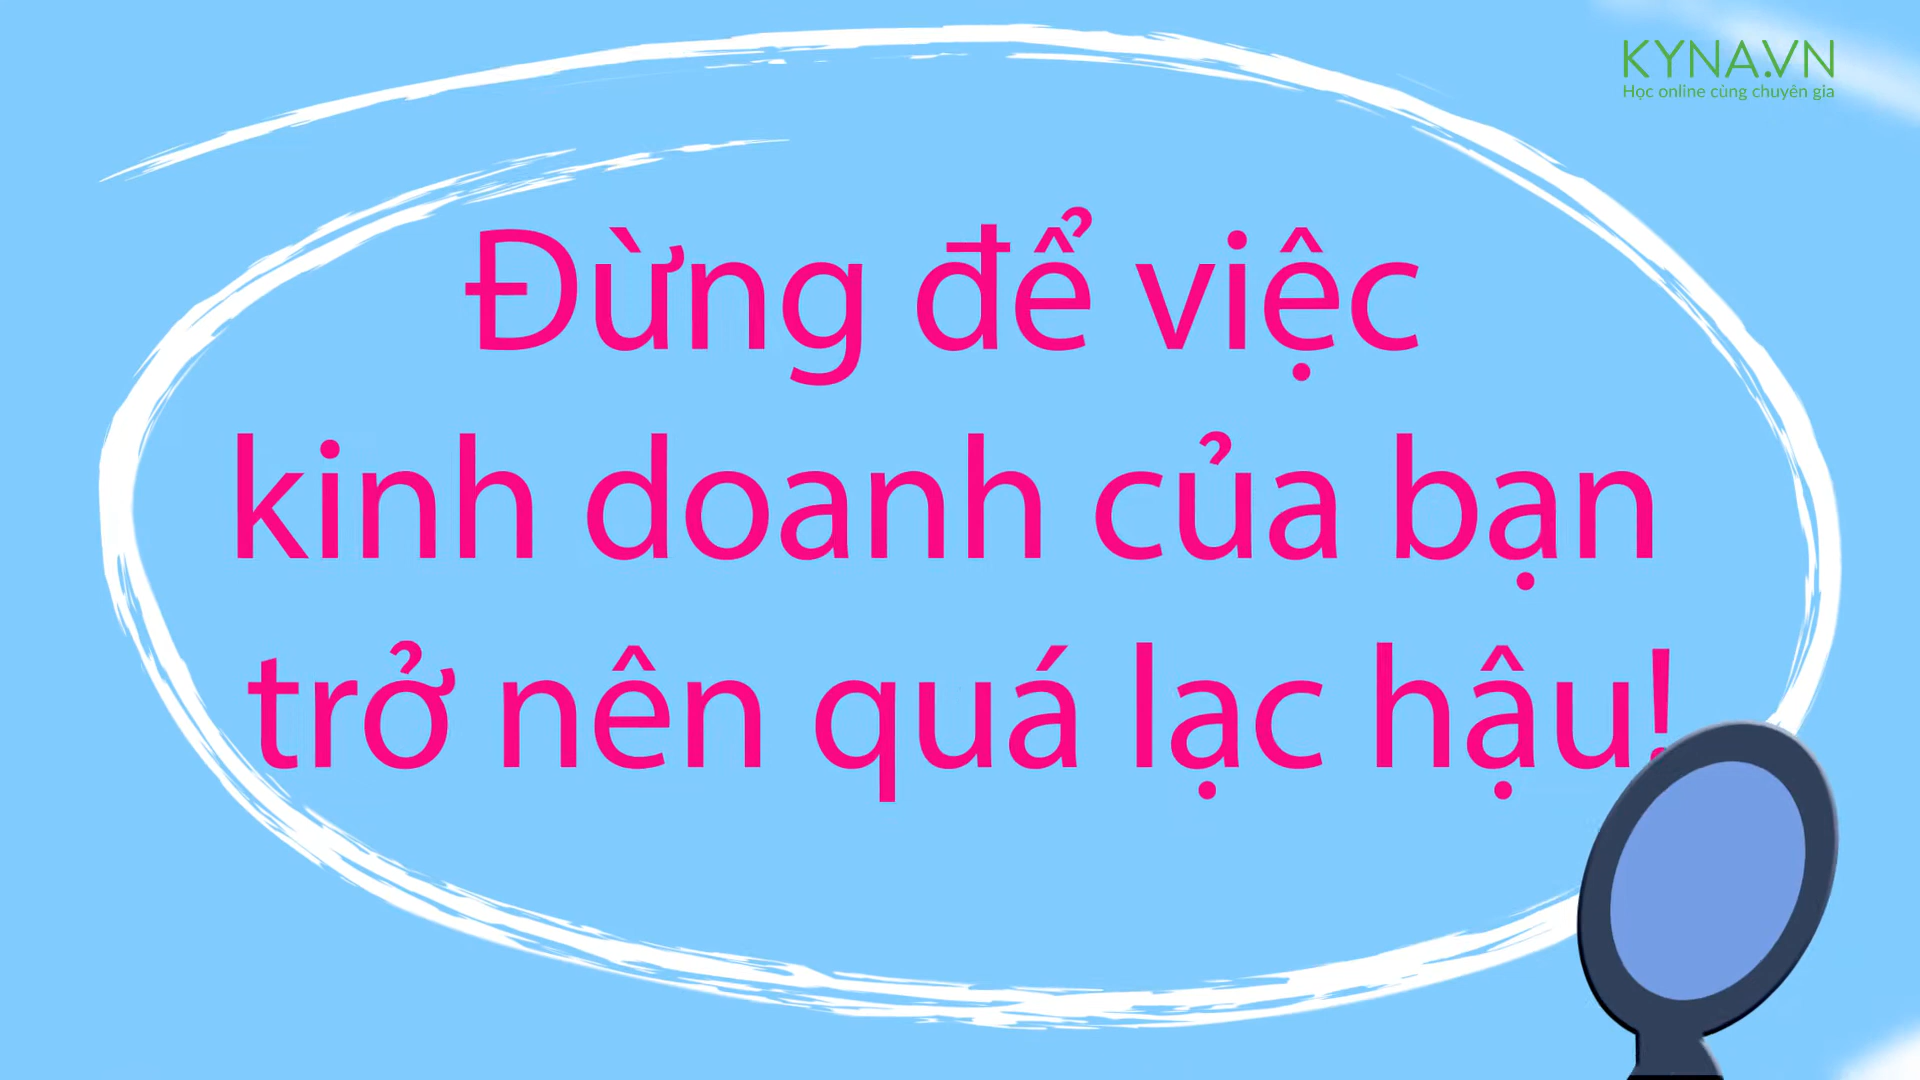 KYNA.VN
Học online cùng chuyên gia
Đừng để việc
kinh doanh của bạn
trở nên quá lạc hậu!